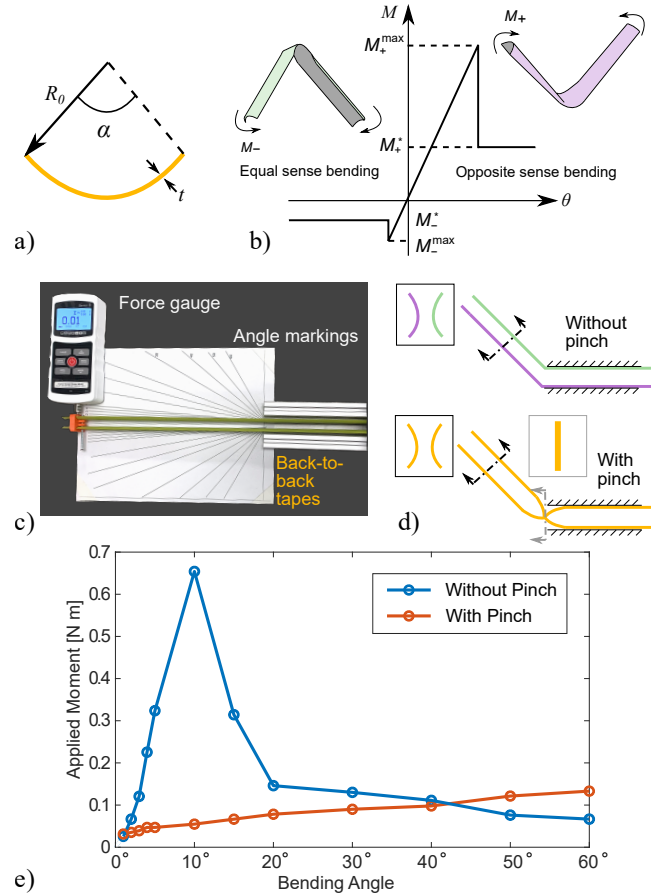 R₀
α
t
a)
M₋
Equal sense bending
M
M₊ᵐᵃˣ
M₊*
M₋*
M₋ᵐᵃˣ
θ
M₊
Opposite sense bending
b)
Force gauge
0.01
Angle markings
Back-to-
back
tapes
c)
Without
pinch
With
pinch
d)
Applied Moment [N m]
0.7
0.6
0.5
0.4
0.3
0.2
0.1
0
Without Pinch
With Pinch
0° 10° 20° 30° 40° 50° 60°
Bending Angle
e)